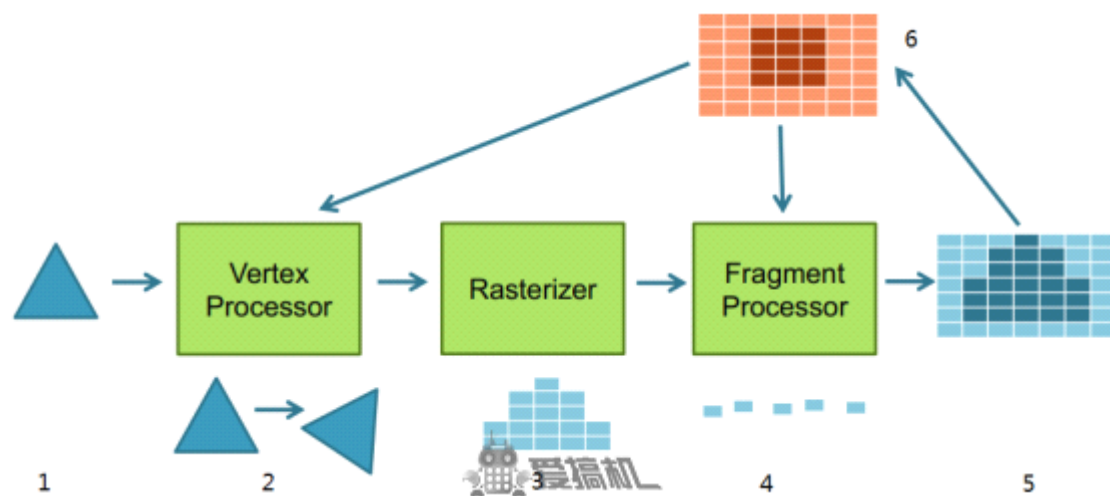 6
Vertex
Processor
Rasterizer
Fragment
Processor
爱搞机
1
2
3
4
5